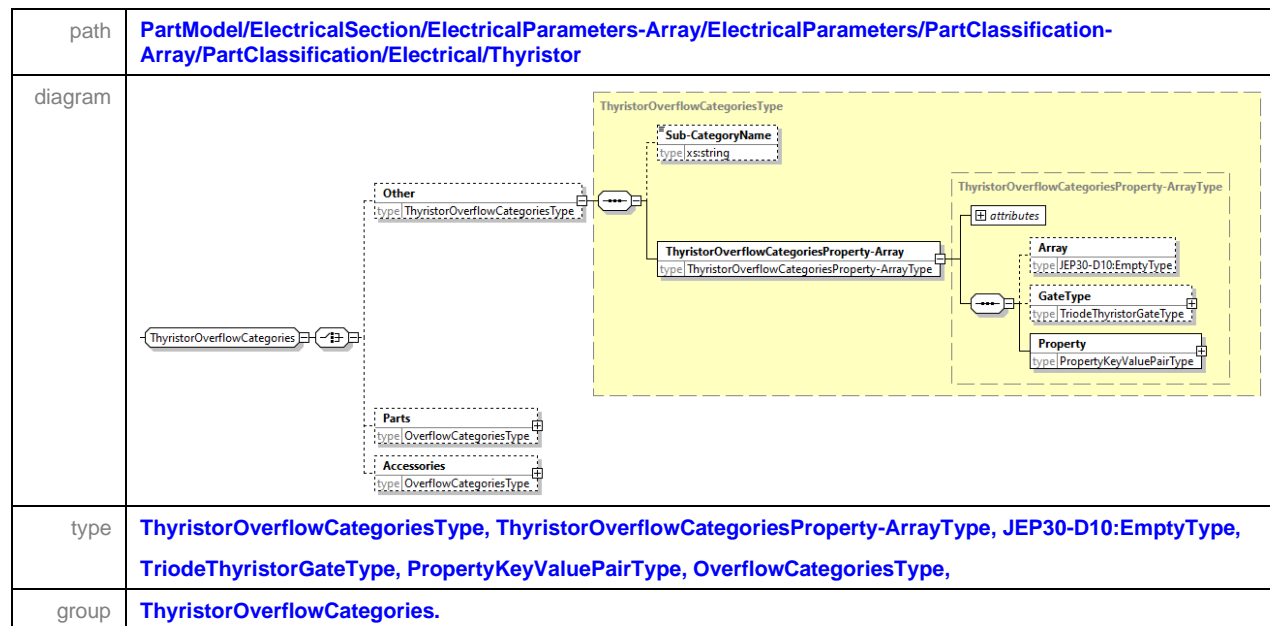 path
PartModel/ElectricalSection/ElectricalParameters-Array/ElectricalParameters/PartClassification-
Array/PartClassification/Electrical/Thyristor
diagram
ThyristorOverflowCategoriesType
Sub-CategoryName
type xs:string
ThyristorOverflowCategoriesProperty-ArrayType
Other
type ThyristorOverflowCategoriesType
attributes
Array
type JEP30-D10:EmptyType
ThyristorOverflowCategoriesProperty-Array
type ThyristorOverflowCategoriesProperty-ArrayType
GateType
type TriodeThyristorGateType
ThyristorOverflowCategories
Property
type PropertyKeyValuePairType
Parts
type OverflowCategoriesType
Accessories
type OverflowCategoriesType
type
ThyristorOverflowCategoriesType, ThyristorOverflowCategoriesProperty-ArrayType, JEP30-D10:EmptyType,
TriodeThyristorGateType, PropertyKeyValuePairType, OverflowCategoriesType,
group
ThyristorOverflowCategories.